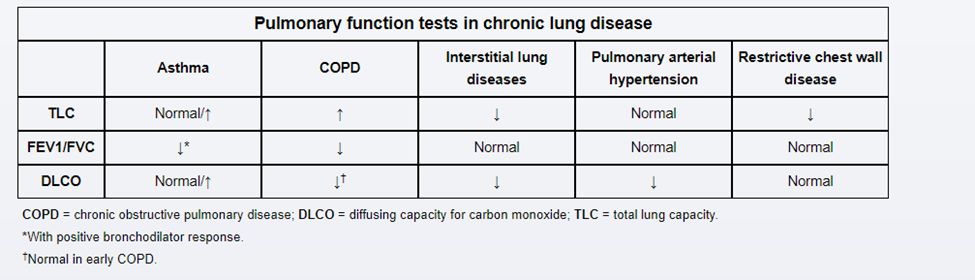 Pulmonary function tests in chronic lung disease
Asthma COPD Interstitial lung diseases Pulmonary arterial hypertension Restrictive chest wall disease
TLC Normal/↑ ↑ ↓ Normal ↓
FEV1/FVC ↓* ↓ Normal Normal Normal
DLCO Normal/↑ ↓† ↓ ↓ Normal
COPD = chronic obstructive pulmonary disease; DLCO = diffusing capacity for carbon monoxide; TLC = total lung capacity.
*With positive bronchodilator response.
†Normal in early COPD.